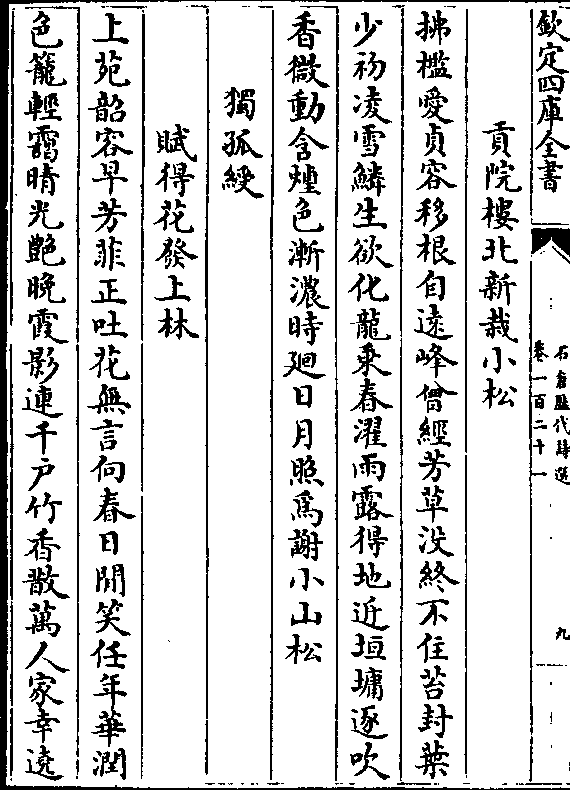 欽定四庫全書
石倉歷代詩選
卷一百二十一
九
貢院樓北新栽小松
拂檻愛貞容移根自遠峰曾經芳草沒終不任苔封葉
少初凌雪鱗生欲化龍乘春濯雨露得地近垣墉逐吹
香微動含煙色漸濃時廻日月照為謝小山松
獨孤綬
賦得花發上林
上苑韶容早芳菲正吐花無言向春日閒笑任年華潤
色籠輕靄晴光艶晚霞影連千戶竹香散萬人家幸遶